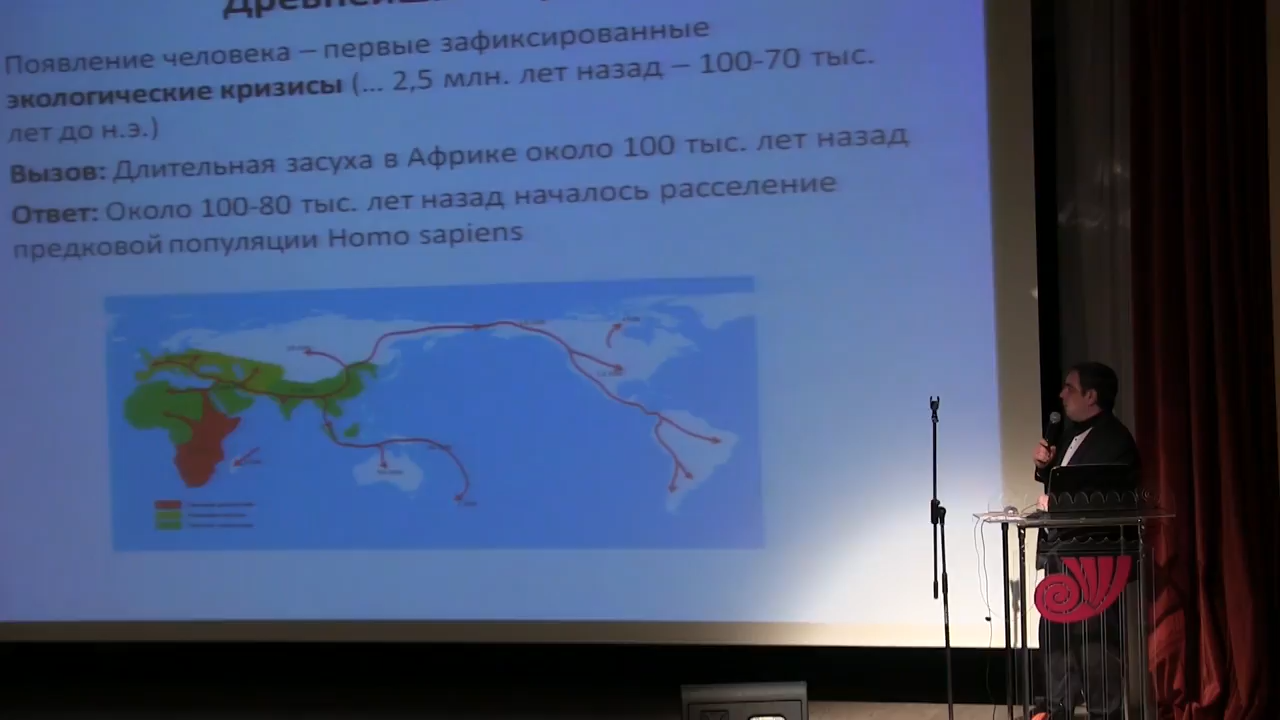 Появление человека – первые зафиксированные
экологические кризисы (... 2,5 млн. лет назад – 100-70 тыс.
лет до н.э.)
Вызов: Длительная засуха в Африке около 100 тыс. лет назад
Ответ: Около 100-80 тыс. лет назад началось расселение
предковой популяции Homo sapiens